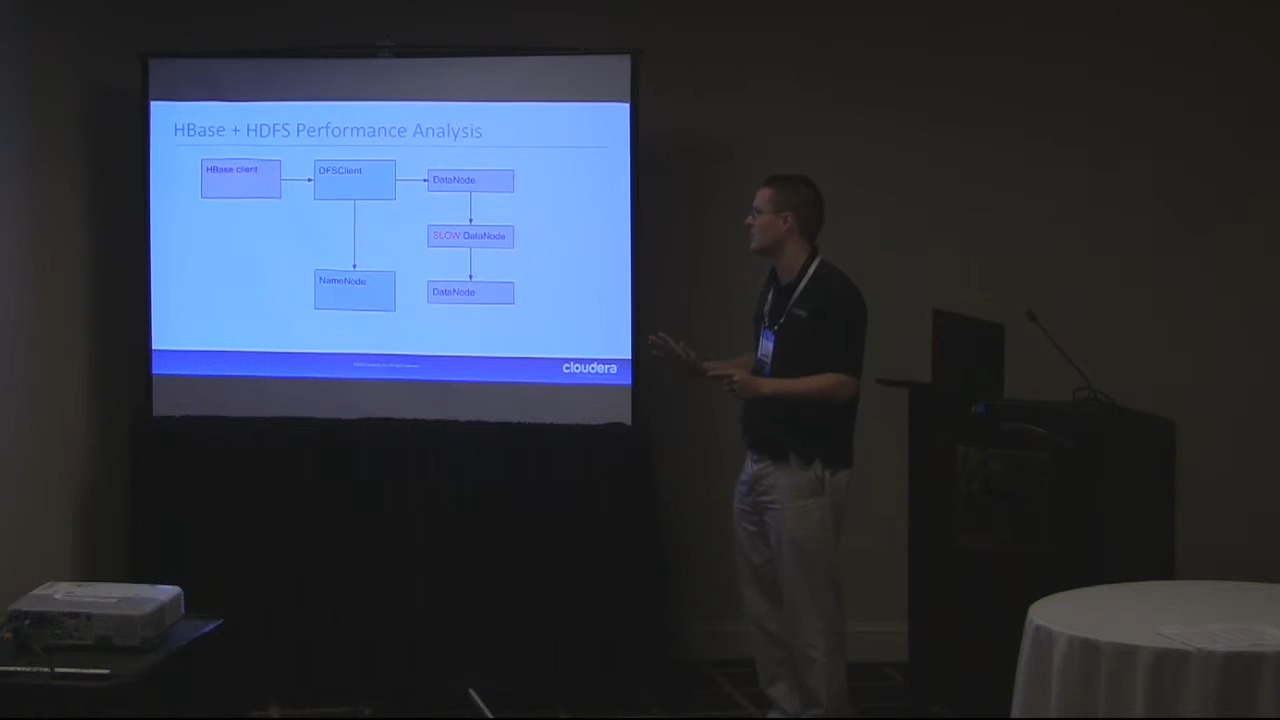 HBase + HDFS Performance Analysis
HBase client
DFSClient
DataNode
SLOW DataNode
NameNode
DataNode
cloudera